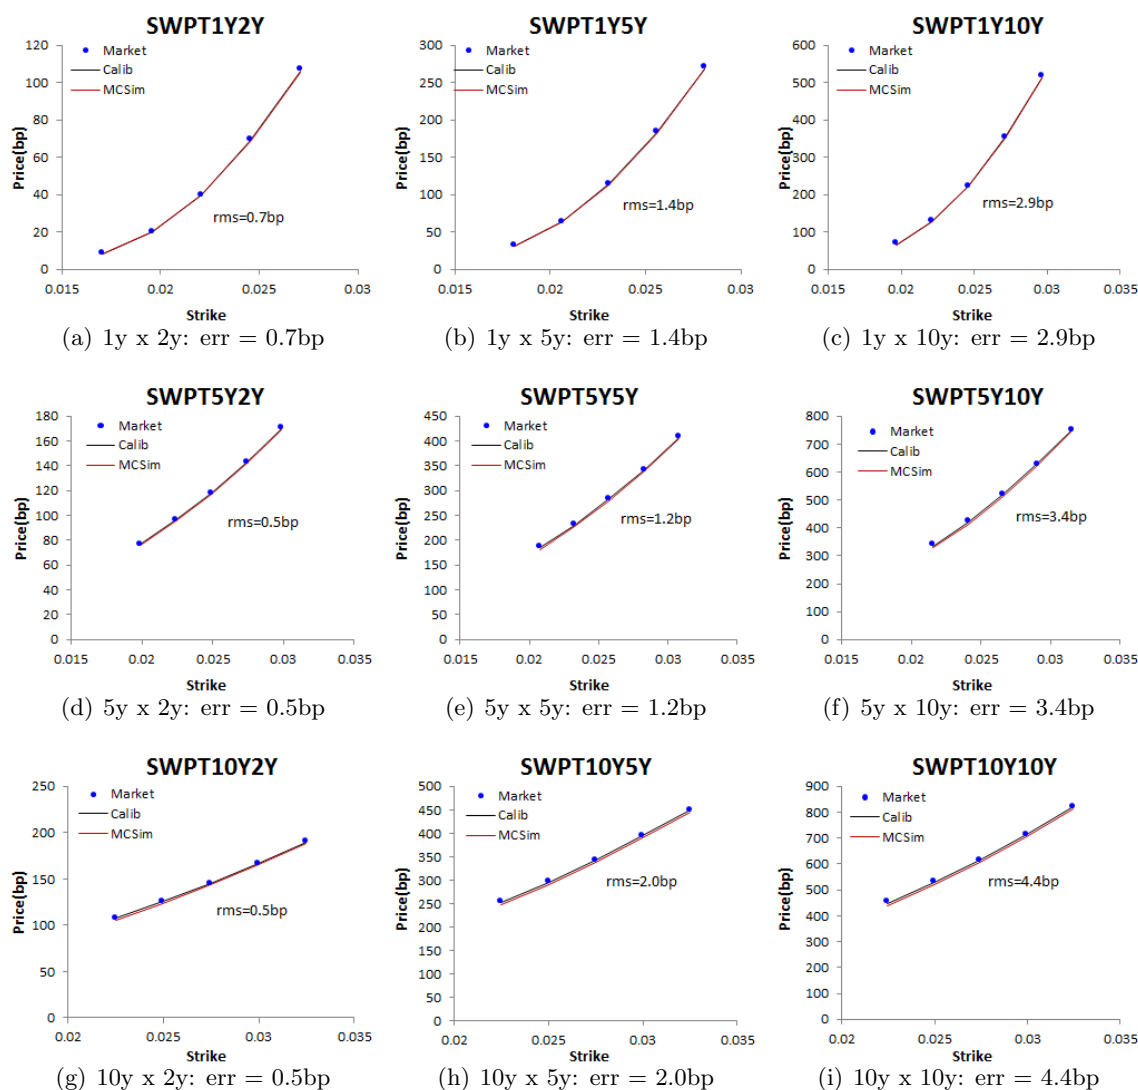 SWPT1Y2Y
120
100
80
60
40
20
0
Price(bp)
Market
Calib
MCSim
rms=0.7bp
0.015
0.02
0.025
0.03
Strike
(a) 1y x 2y: err = 0.7bp
SWPT1Y5Y
300
250
200
150
100
50
0
Price(bp)
Market
Calib
MCSim
rms=1.4bp
0.015
0.02
0.025
0.03
Strike
(b) 1y x 5y: err = 1.4bp
SWPT1Y10Y
600
500
400
300
200
100
0
Price(bp)
Market
Calib
MCSim
rms=2.9bp
0.015
0.02
0.025
0.03
0.035
Strike
(c) 1y x 10y: err = 2.9bp
SWPT5Y2Y
180
160
140
120
100
80
60
40
20
0
Price(bp)
Market
Calib
MCSim
rms=0.5bp
0.015
0.02
0.025
0.03
0.035
Strike
(d) 5y x 2y: err = 0.5bp
SWPT5Y5Y
450
400
350
300
250
200
150
100
50
0
Price(bp)
Market
Calib
MCSim
rms=1.2bp
0.015
0.02
0.025
0.03
0.035
Strike
(e) 5y x 5y: err = 1.2bp
SWPT5Y10Y
800
700
600
500
400
300
200
100
0
Price(bp)
Market
Calib
MCSim
rms=3.4bp
0.015
0.02
0.025
0.03
0.035
Strike
(f) 5y x 10y: err = 3.4bp
SWPT10Y2Y
250
200
150
100
50
0
Price(bp)
Market
Calib
MCSim
rms=0.5bp
0.02
0.025
0.03
0.035
Strike
(g) 10y x 2y: err = 0.5bp
SWPT10Y5Y
500
450
400
350
300
250
200
150
100
50
0
Price(bp)
Market
Calib
MCSim
rms=2.0bp
0.02
0.025
0.03
0.035
Strike
(h) 10y x 5y: err = 2.0bp
SWPT10Y10Y
900
800
700
600
500
400
300
200
100
0
Price(bp)
Market
Calib
MCSim
rms=4.4bp
0.02
0.025
0.03
0.035
Strike
(i) 10y x 10y: err = 4.4bp